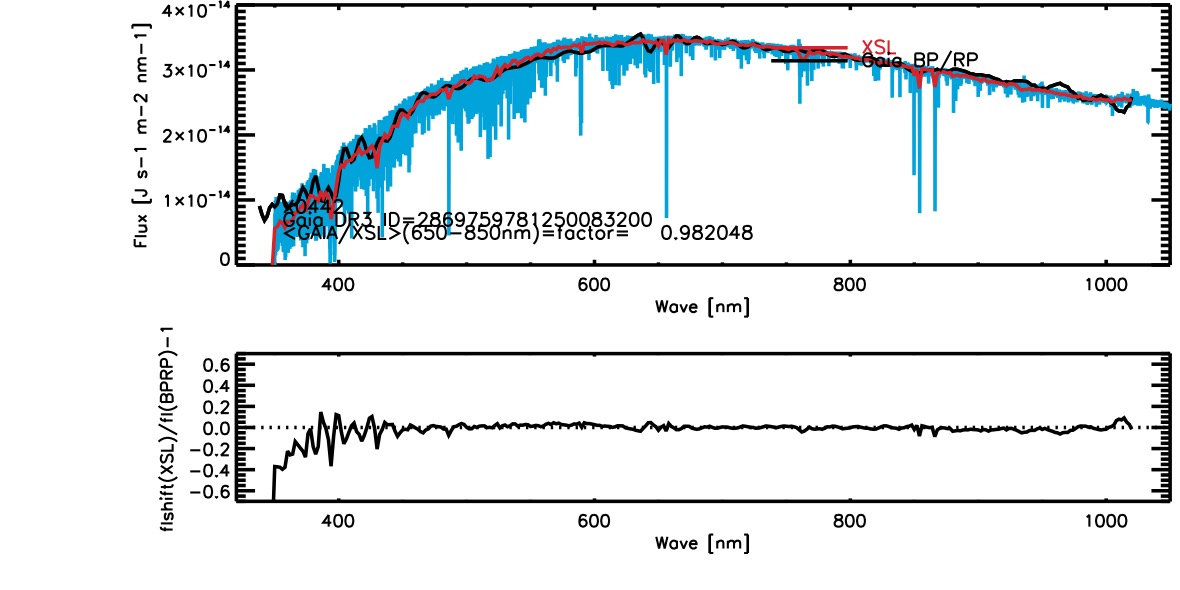 4×10⁻¹⁴
3×10⁻¹⁴
2×10⁻¹⁴
1×10⁻¹⁴
0
Flux [J s−1 m−2 nm−1]
XSL
Gaia BP/RP
X0442
Gaia DR3 ID=2869759781250083200
<GAIA/XSL>(650−850nm)=factor= 0.982048
400 600 800 1000
Wave [nm]
0.6
0.4
0.2
0.0
−0.2
−0.4
−0.6
flshift(XSL)/fl(BPRP)−1
400 600 800 1000
Wave [nm]